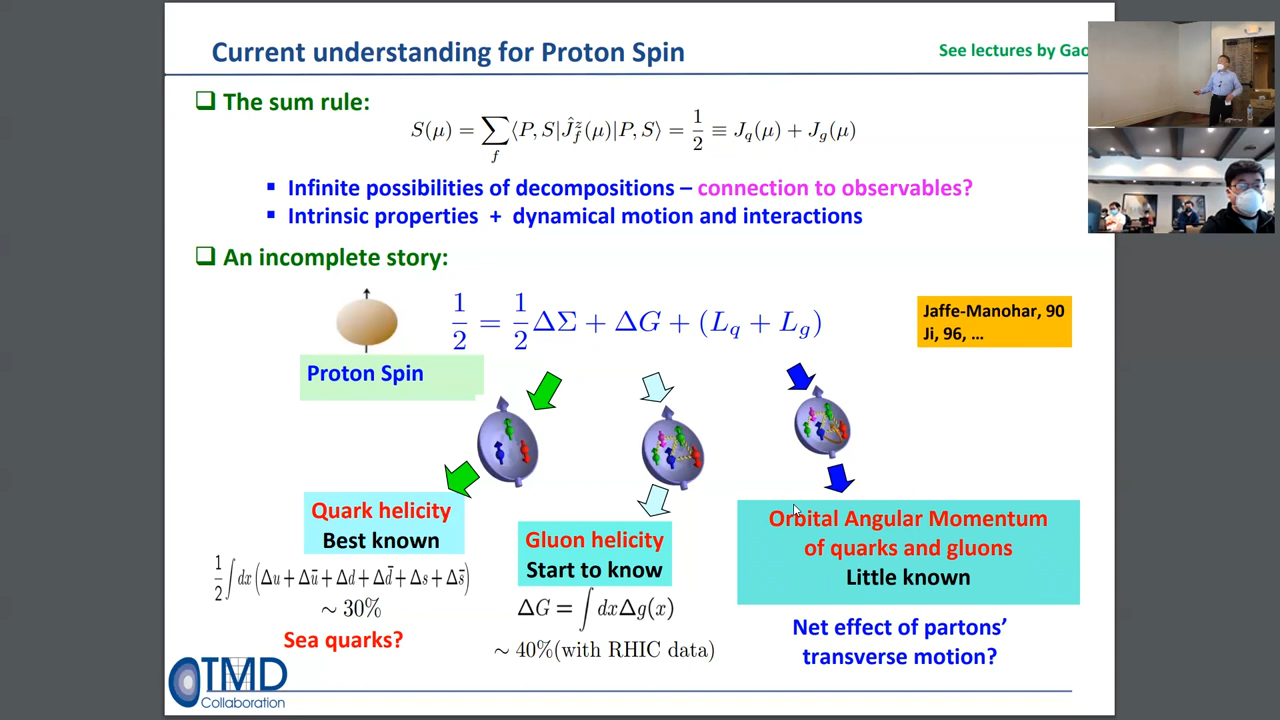 Current understanding for Proton Spin
See lectures by Gao
❑ The sum rule:
S(μ) = ∑_f ⟨P, S|Ĵ^z_f(μ)|P, S⟩ = 1/2 ≡ J_q(μ) + J_g(μ)
▪ Infinite possibilities of decompositions – connection to observables?
▪ Intrinsic properties + dynamical motion and interactions
❑ An incomplete story:
1/2 = 1/2 ΔΣ + ΔG + (L_q + L_g)
Jaffe-Manohar, 90
Ji, 96, …
Proton Spin
Quark helicity
Best known
1/2 ∫ dx (Δu + Δū + Δd + Δd̄ + Δs + Δs̄)
~ 30%
Sea quarks?
Gluon helicity
Start to know
ΔG = ∫ dxΔg(x)
~ 40%(with RHIC data)
Orbital Angular Momentum
of quarks and gluons
Little known
Net effect of partons’
transverse motion?
TMD
Collaboration